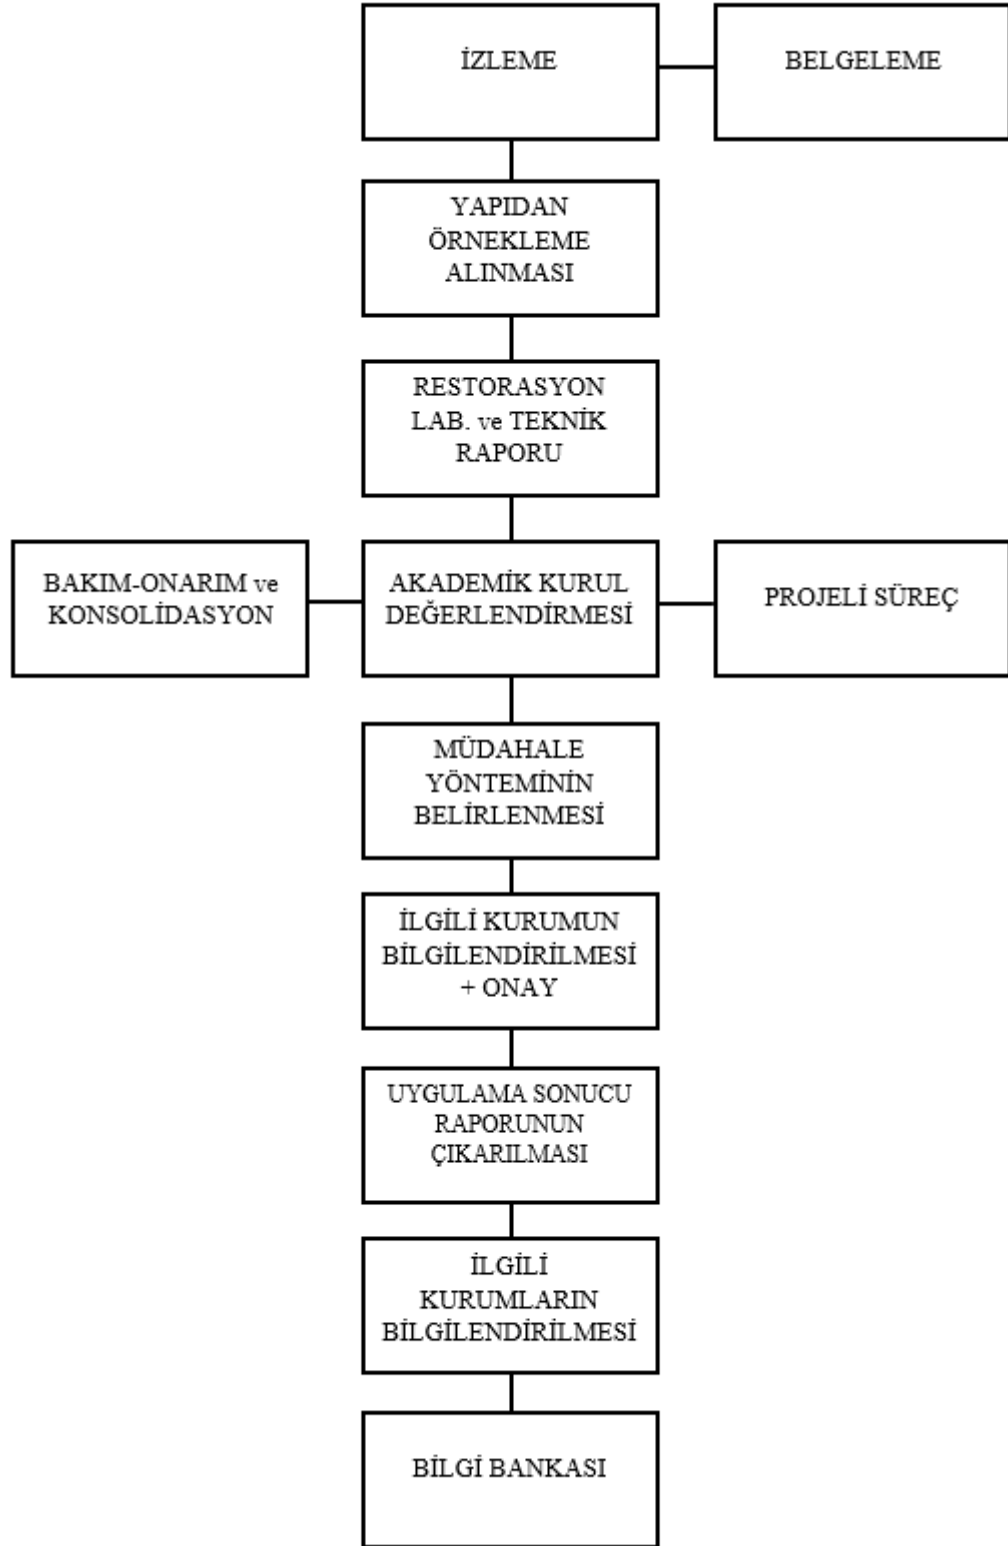 İZLEME
BELGELEME
YAPIDAN
ÖRNEKLEME
ALINMASI
RESTORASYON
LAB. ve TEKNİK
RAPORU
BAKIM-ONARIM ve
KONSOLİDASYON
AKADEMİK KURUL
DEĞERLENDİRMESİ
PROJELİ SÜREÇ
MÜDAHALE
YÖNTEMİNİN
BELİRLENMESİ
İLGİLİ KURUMUN
BİLGİLENDİRİLMESİ
+ ONAY
UYGULAMA SONUCU
RAPORUNUN
ÇIKARILMASI
İLGİLİ
KURUMLARIN
BİLGİLENDİRİLMESİ
BİLGİ BANKASI